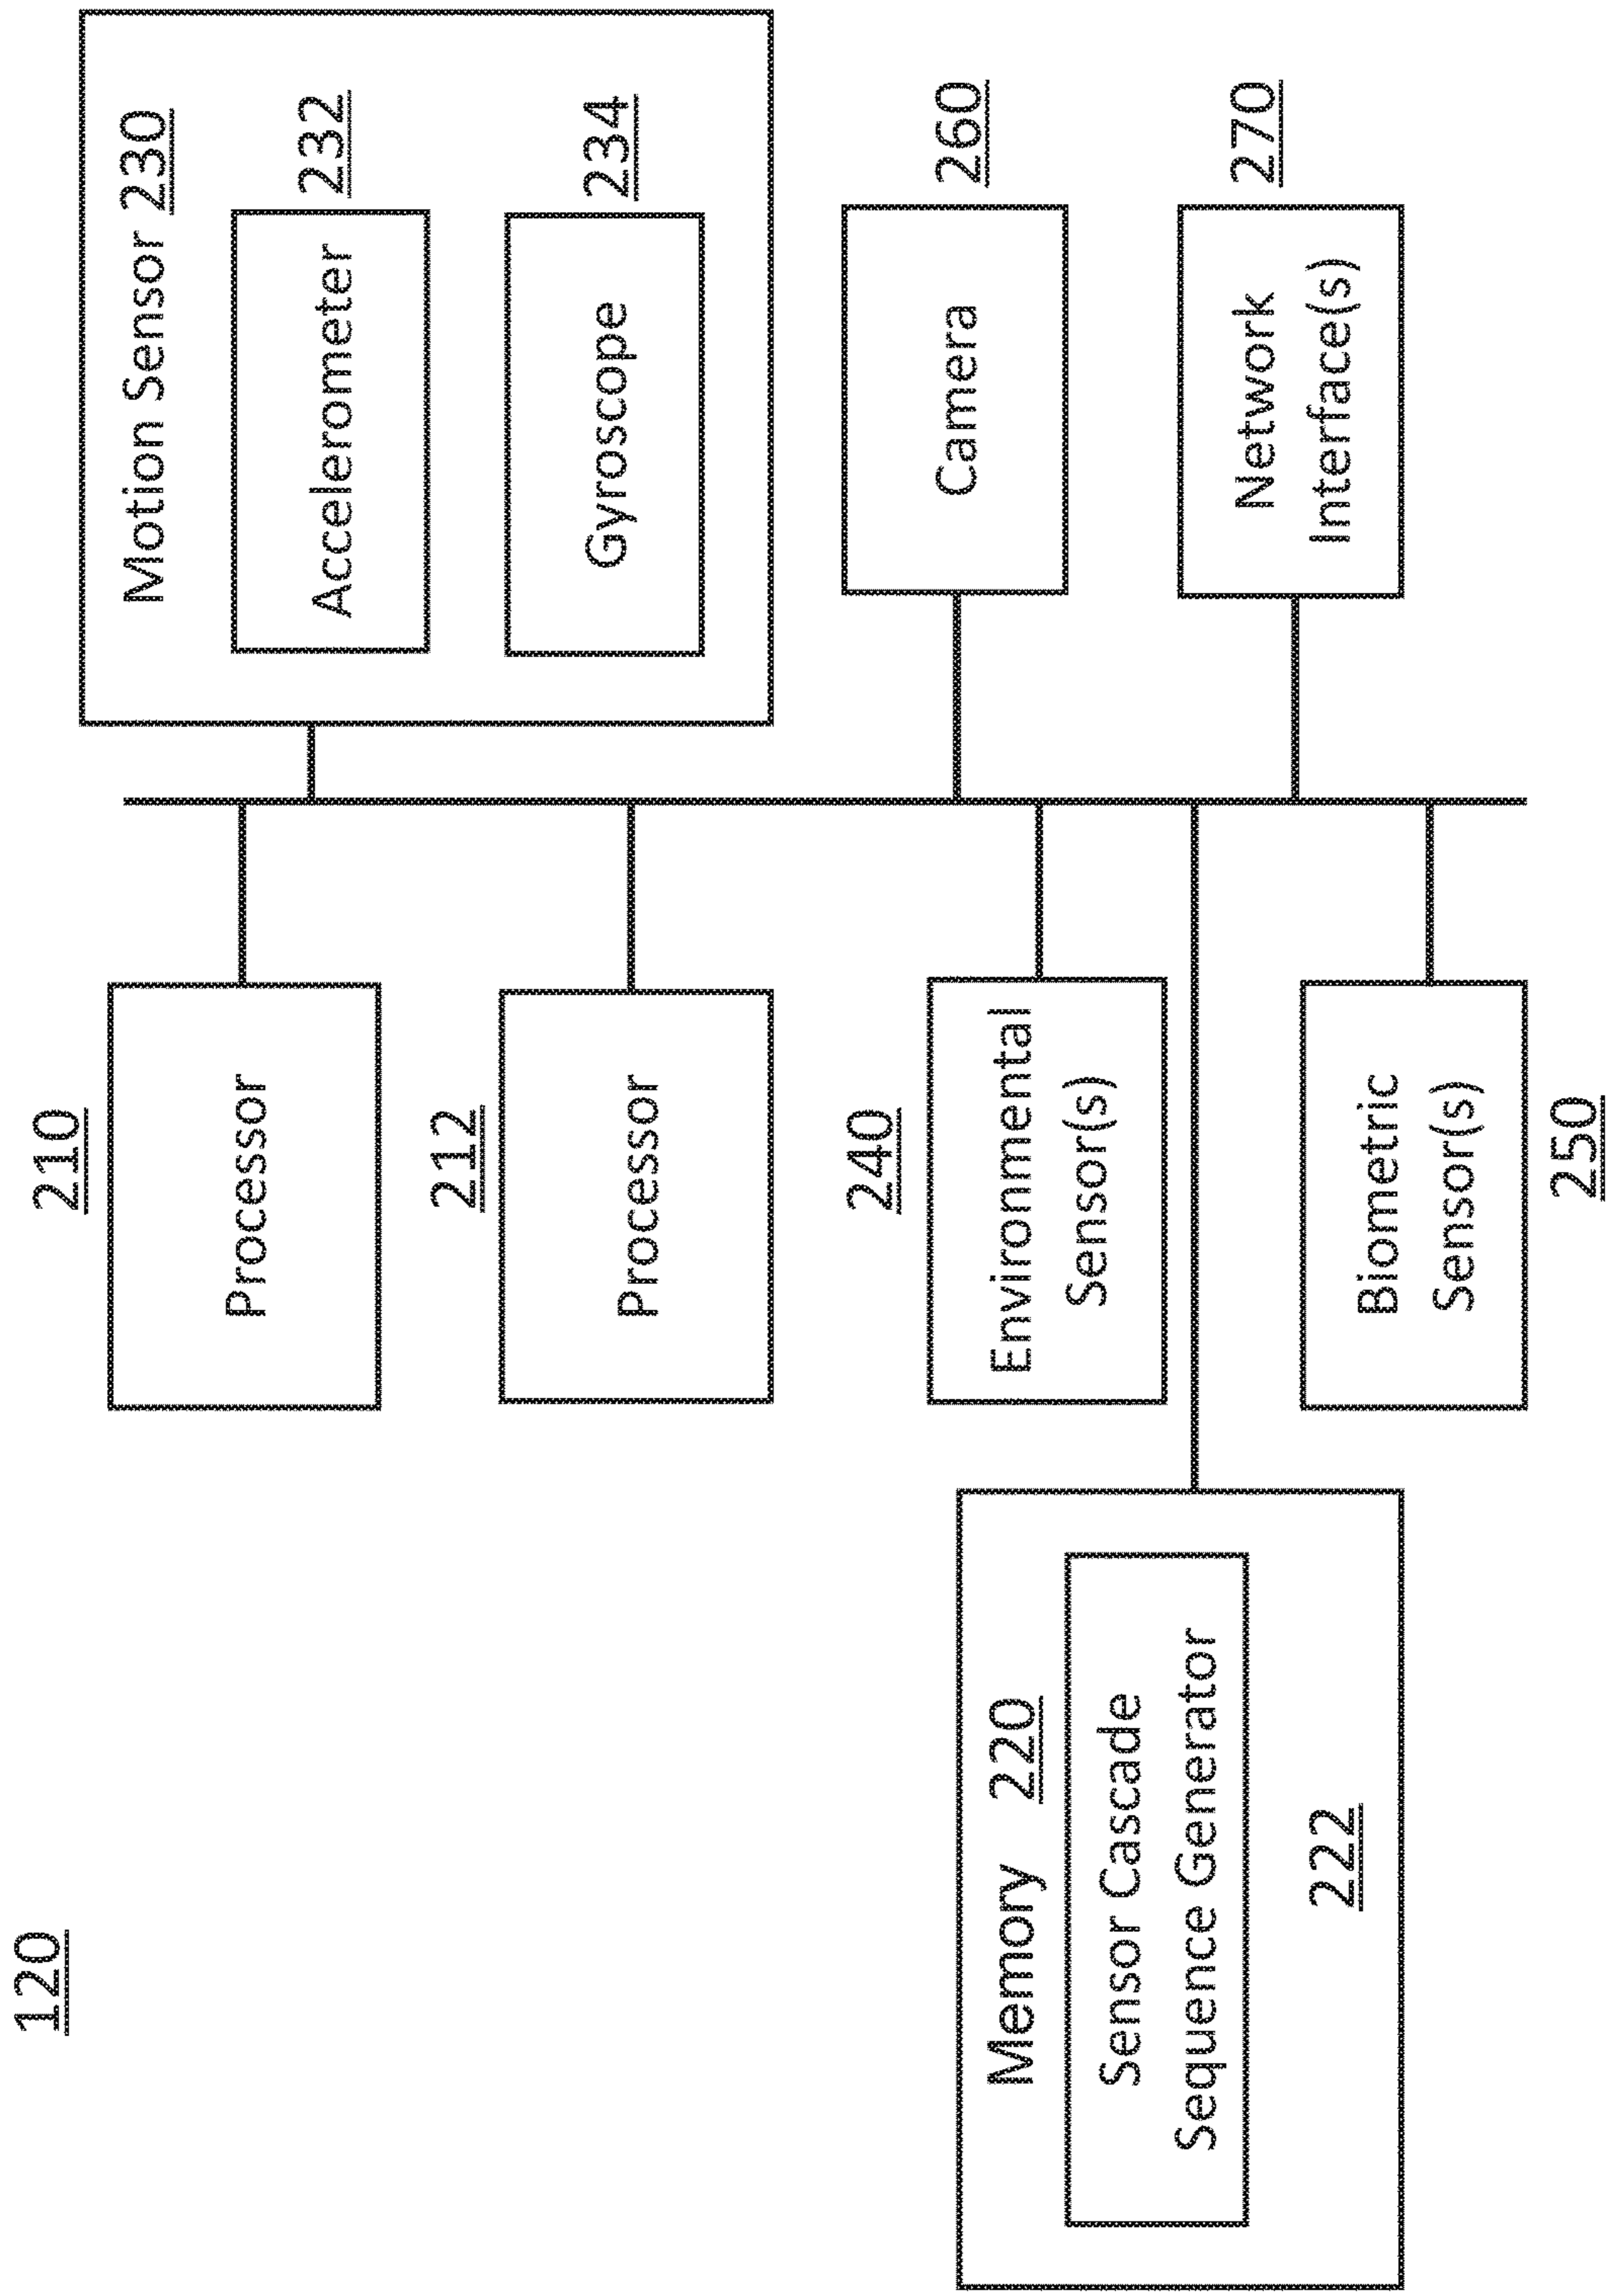 120
210
Processor
Motion Sensor 230
232
Accelerometer
212
Processor
234
Gyroscope
240
Environmental
Sensor(s)
260
Camera
Memory 220
Sensor Cascade
Sequence Generator
222
270
Network
Interface(s)
Biometric
Sensor(s)
250